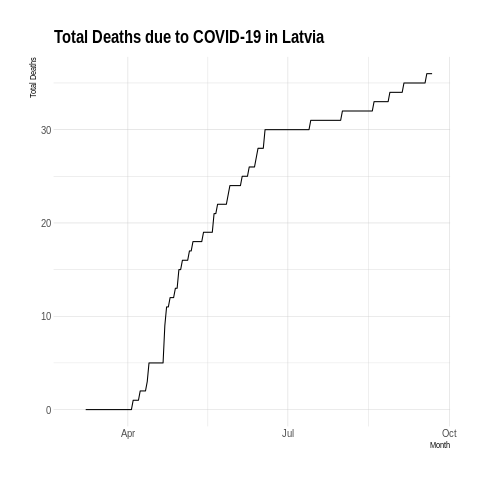 Total Deaths due to COVID-19 in Latvia
Total Deaths
30
20
10
0
Apr
Jul
Oct
Month